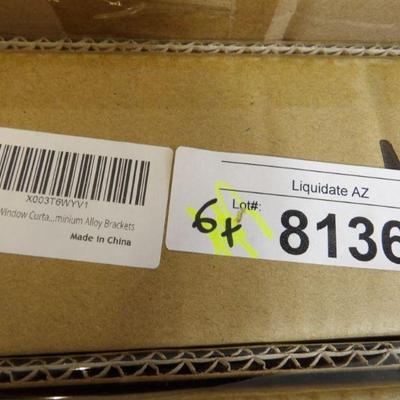 X003T6WYV1
Window Curta...minium Alloy Brackets
Made in China
Liquidate AZ
Lot#:
6x
8136